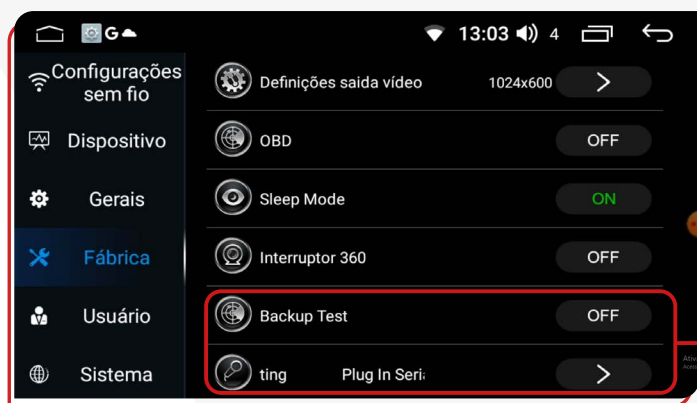 G
13:03
4
Configurações
sem fio
Definições saida vídeo
1024x600
Dispositivo
OBD
OFF
Gerais
Sleep Mode
ON
Fábrica
Interruptor 360
OFF
Usuário
Backup Test
OFF
Sistema
ting
Plug In Seri
Ativa